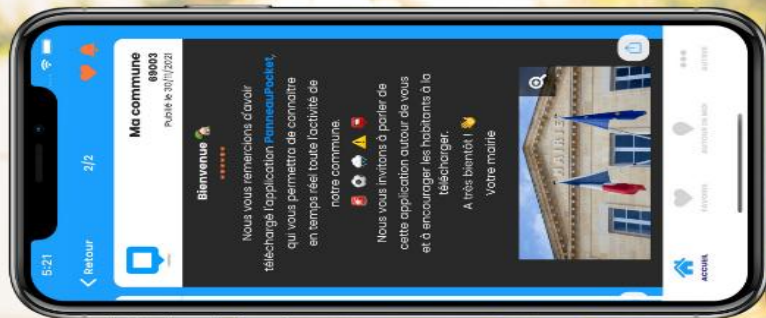 5:21
Retour
2/2
Ma commune
69003
Publié le 30/11/2021
Bienvenue
Nous vous remercions d'avoir
téléchargé l'application PanneauPocket,
qui vous permettra de connaître
en temps réel toute l'activité de
notre commune.
Nous vous invitons à parler de
cette application autour de vous
et à encourager les habitants à la
télécharger.
A très bientôt !
Votre mairie
MAIRIE
ACCUEIL
FAVORIS
AUTOUR DE MOI
AUTRES